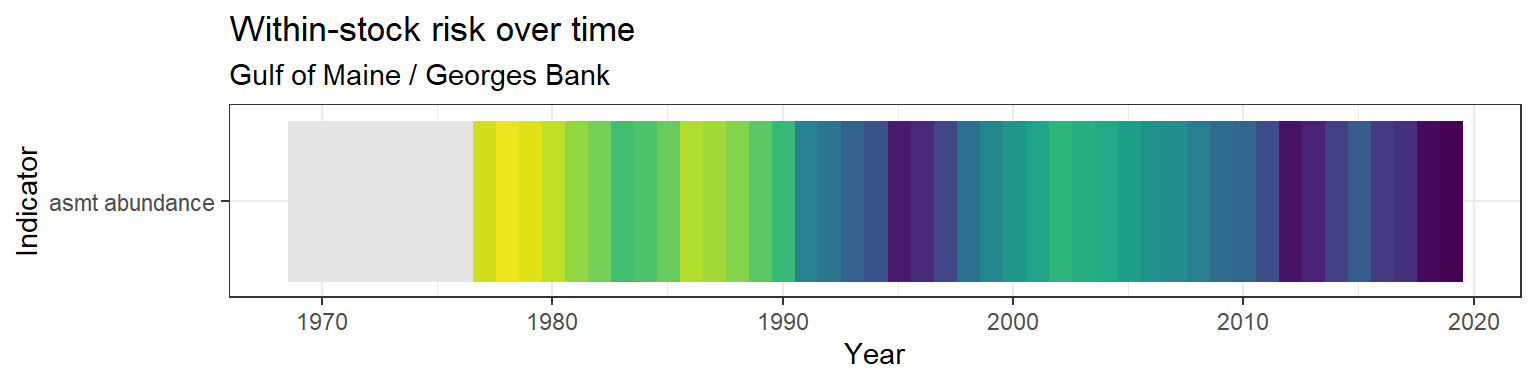 Within-stock risk over time
Gulf of Maine / Georges Bank
Indicator
asmt abundance
1970 1980 1990 2000 2010 2020
Year